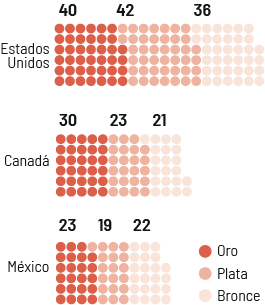 40 42 36
Estados
Unidos
30 23 21
Canadá
23 19 22
México
Oro
Plata
Bronce